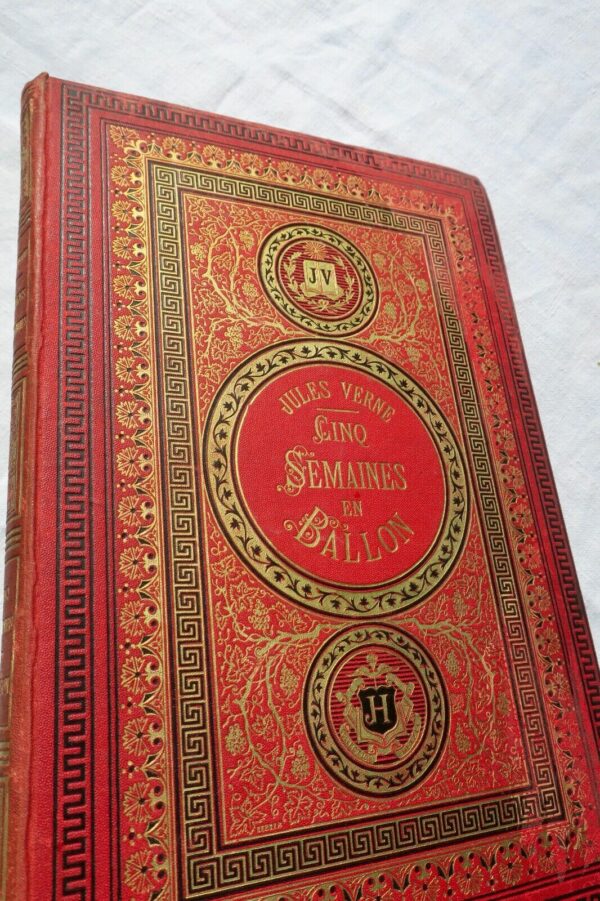 JV
JULES VERNE
CINQ
SEMAINES
EN
BALLON
H